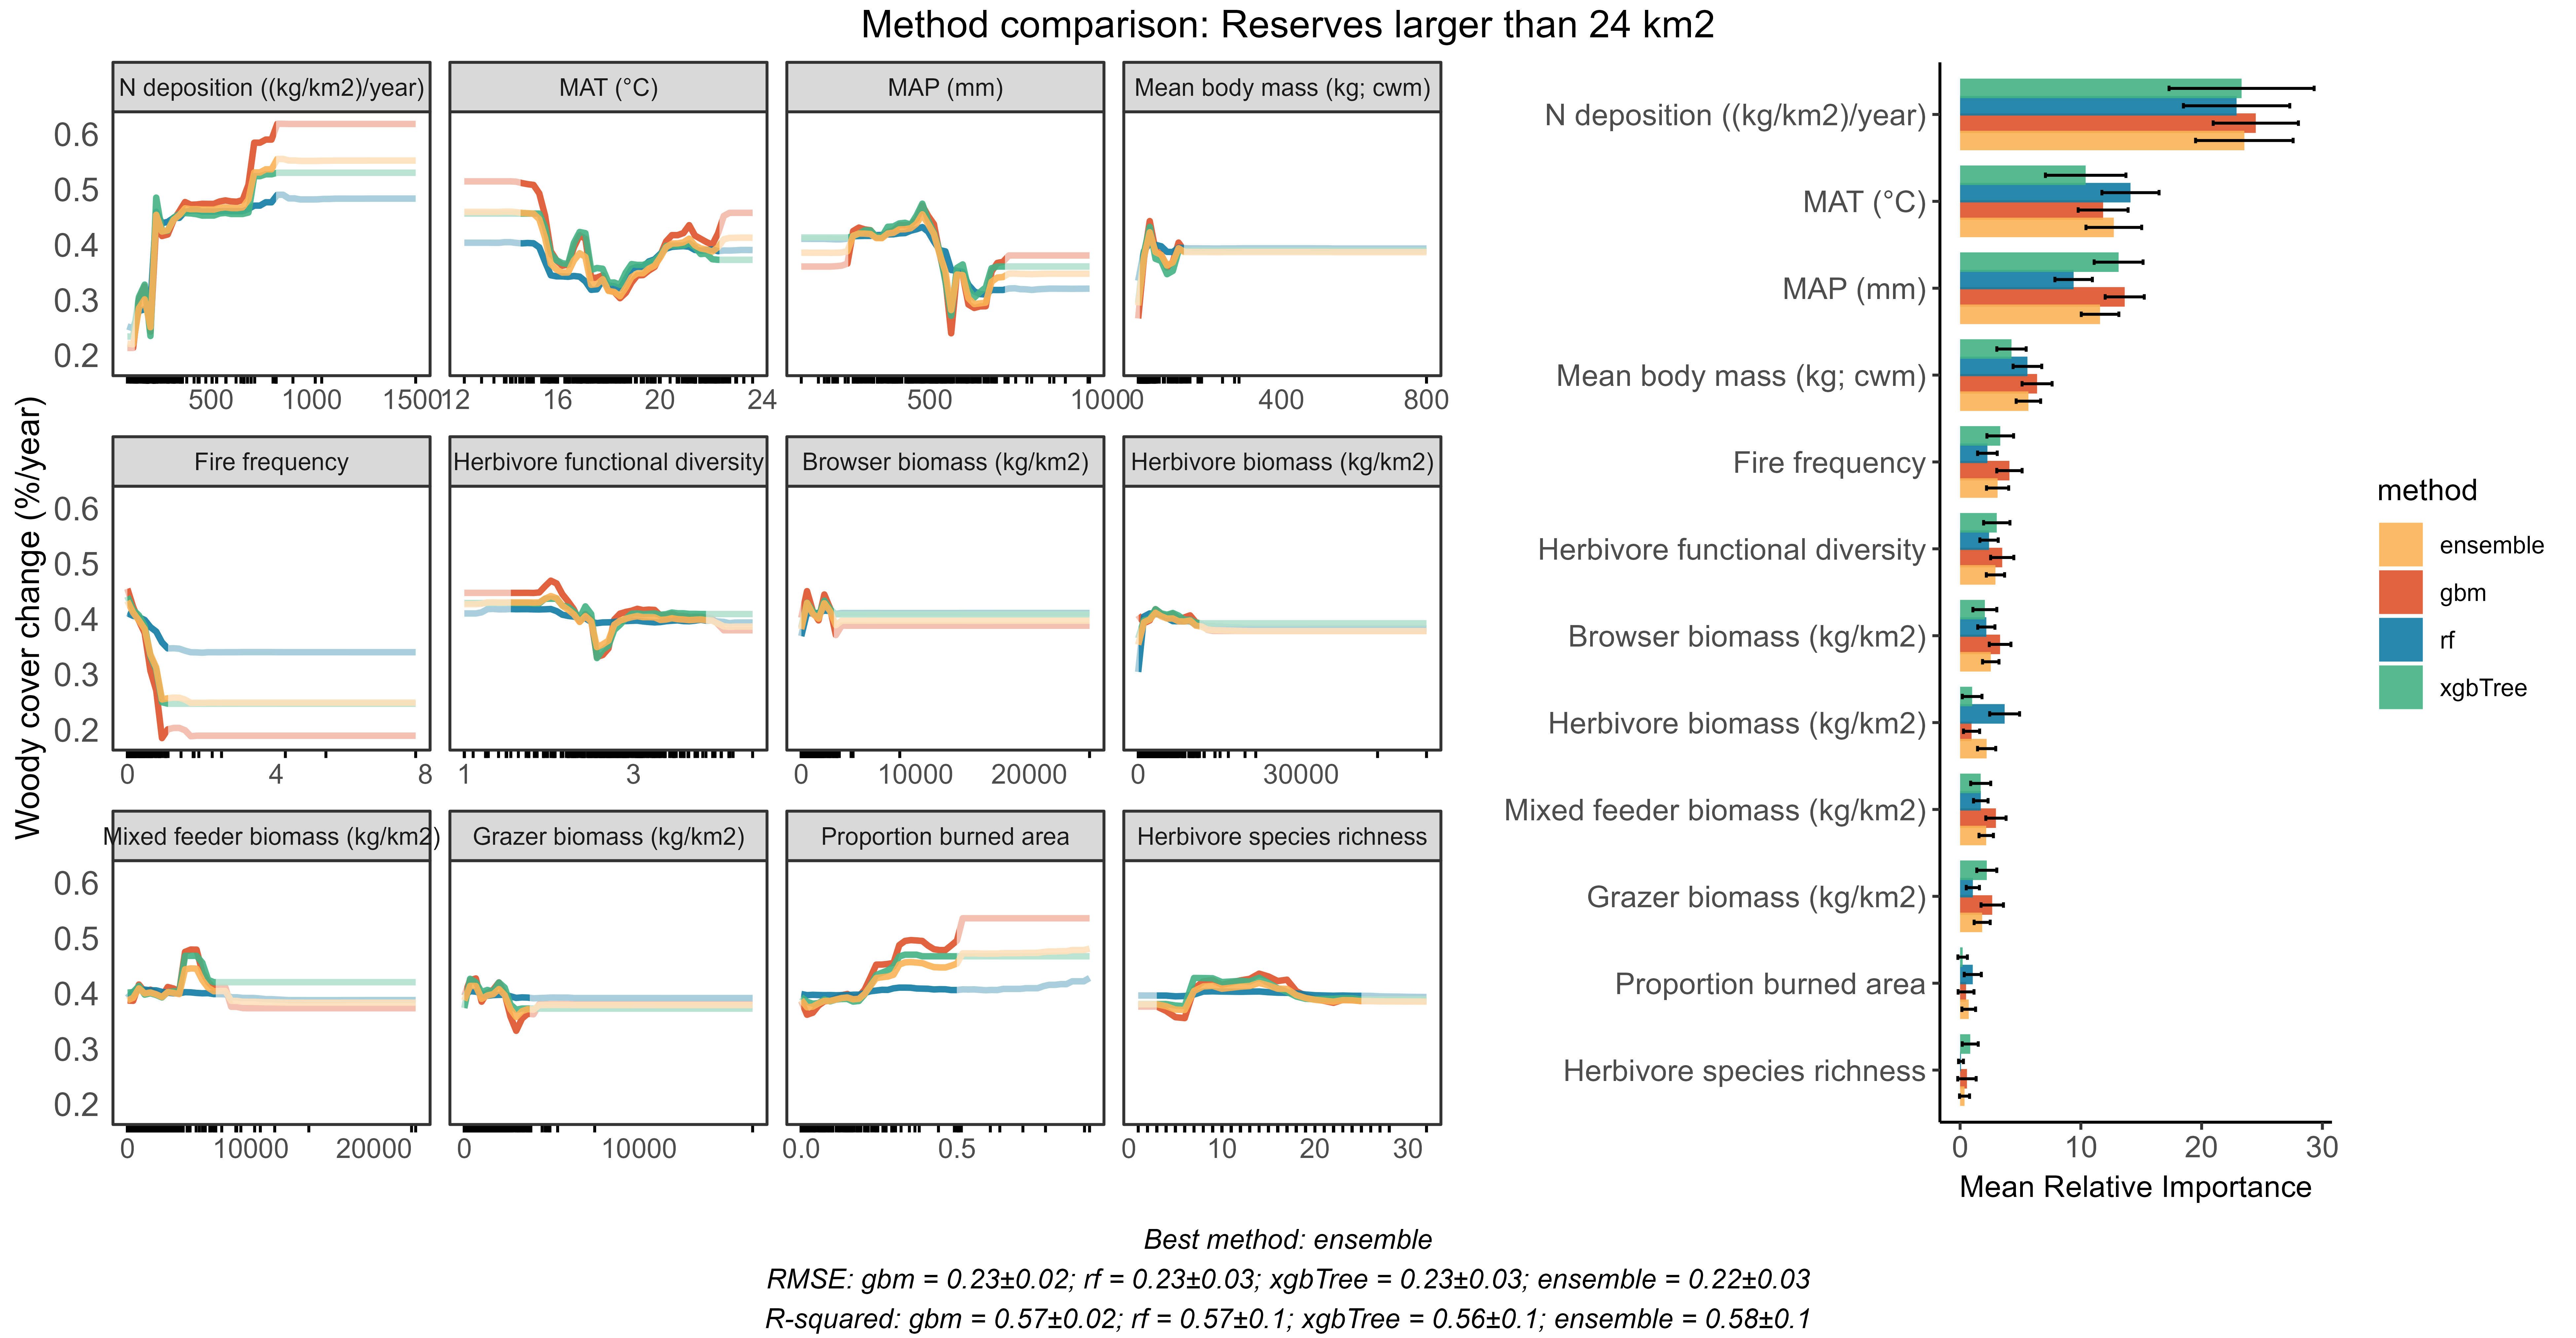 Method comparison: Reserves larger than 24 km2
Woody cover change (%/year)
N deposition ((kg/km2)/year)
MAT (°C)
MAP (mm)
Mean body mass (kg; cwm)
0.6
0.5
0.4
0.3
0.2
500 1000 1500
12 16 20 24
500 1000
0 400 800
Fire frequency
Herbivore functional diversity
Browser biomass (kg/km2)
Herbivore biomass (kg/km2)
0.6
0.5
0.4
0.3
0.2
0 4 8
1 3
0 10000 20000
0 30000
Mixed feeder biomass (kg/km2)
Grazer biomass (kg/km2)
Proportion burned area
Herbivore species richness
0.6
0.5
0.4
0.3
0.2
0 10000 20000
0 10000
0.0 0.5
0 10 20 30
N deposition ((kg/km2)/year)
MAT (°C)
MAP (mm)
Mean body mass (kg; cwm)
Fire frequency
Herbivore functional diversity
Browser biomass (kg/km2)
Herbivore biomass (kg/km2)
Mixed feeder biomass (kg/km2)
Grazer biomass (kg/km2)
Proportion burned area
Herbivore species richness
0 10 20 30
Mean Relative Importance
method
ensemble
gbm
rf
xgbTree
Best method: ensemble
RMSE: gbm = 0.23±0.02; rf = 0.23±0.03; xgbTree = 0.23±0.03; ensemble = 0.22±0.03
R-squared: gbm = 0.57±0.02; rf = 0.57±0.1; xgbTree = 0.56±0.1; ensemble = 0.58±0.1